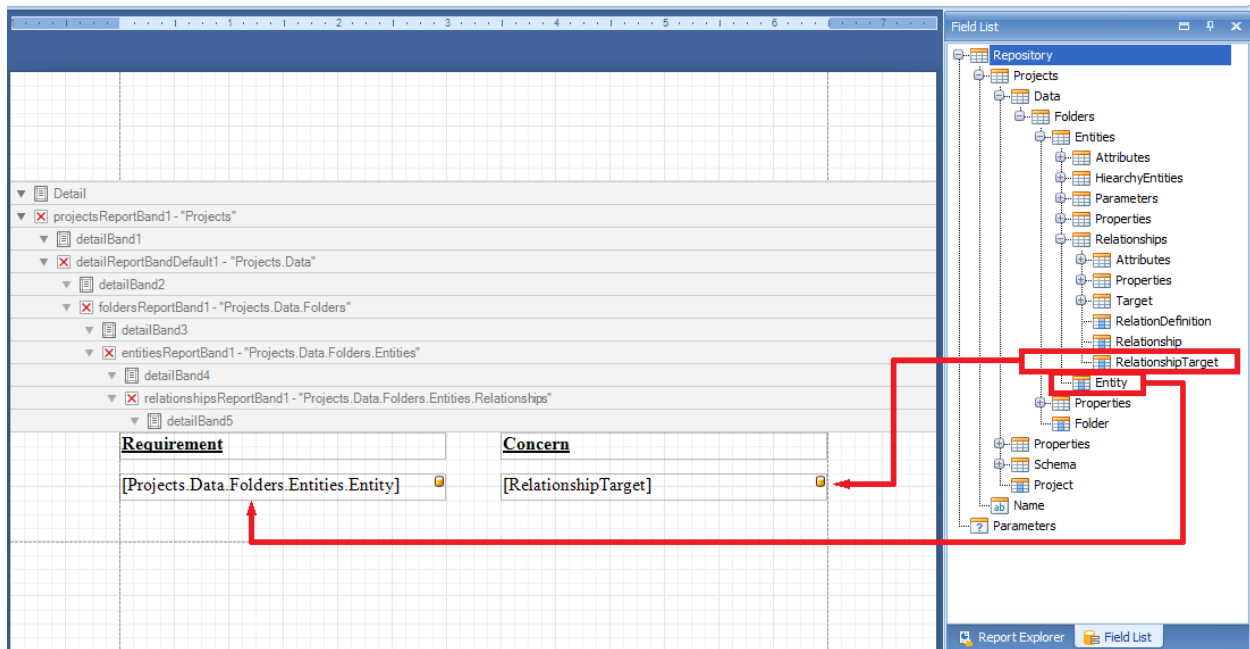 1 2 3 4 5 6 7
Detail
projectsReportBand1 - "Projects"
detailBand1
detailReportBandDefault1 - "Projects.Data"
detailBand2
foldersReportBand1 - "Projects.Data.Folders"
detailBand3
entitiesReportBand1 - "Projects.Data.Folders.Entities"
detailBand4
relationshipsReportBand1 - "Projects.Data.Folders.Entities.Relationships"
detailBand5
Requirement Concern
[Projects.Data.Folders.Entities.Entity] [RelationshipTarget]
Field List
Repository
Projects
Data
Folders
Entities
Attributes
HiearchyEntities
Parameters
Properties
Relationships
Attributes
Properties
Target
RelationDefinition
Relationship
RelationshipTarget
Entity
Properties
Folder
Properties
Schema
Project
ab Name
? Parameters
Report Explorer Field List